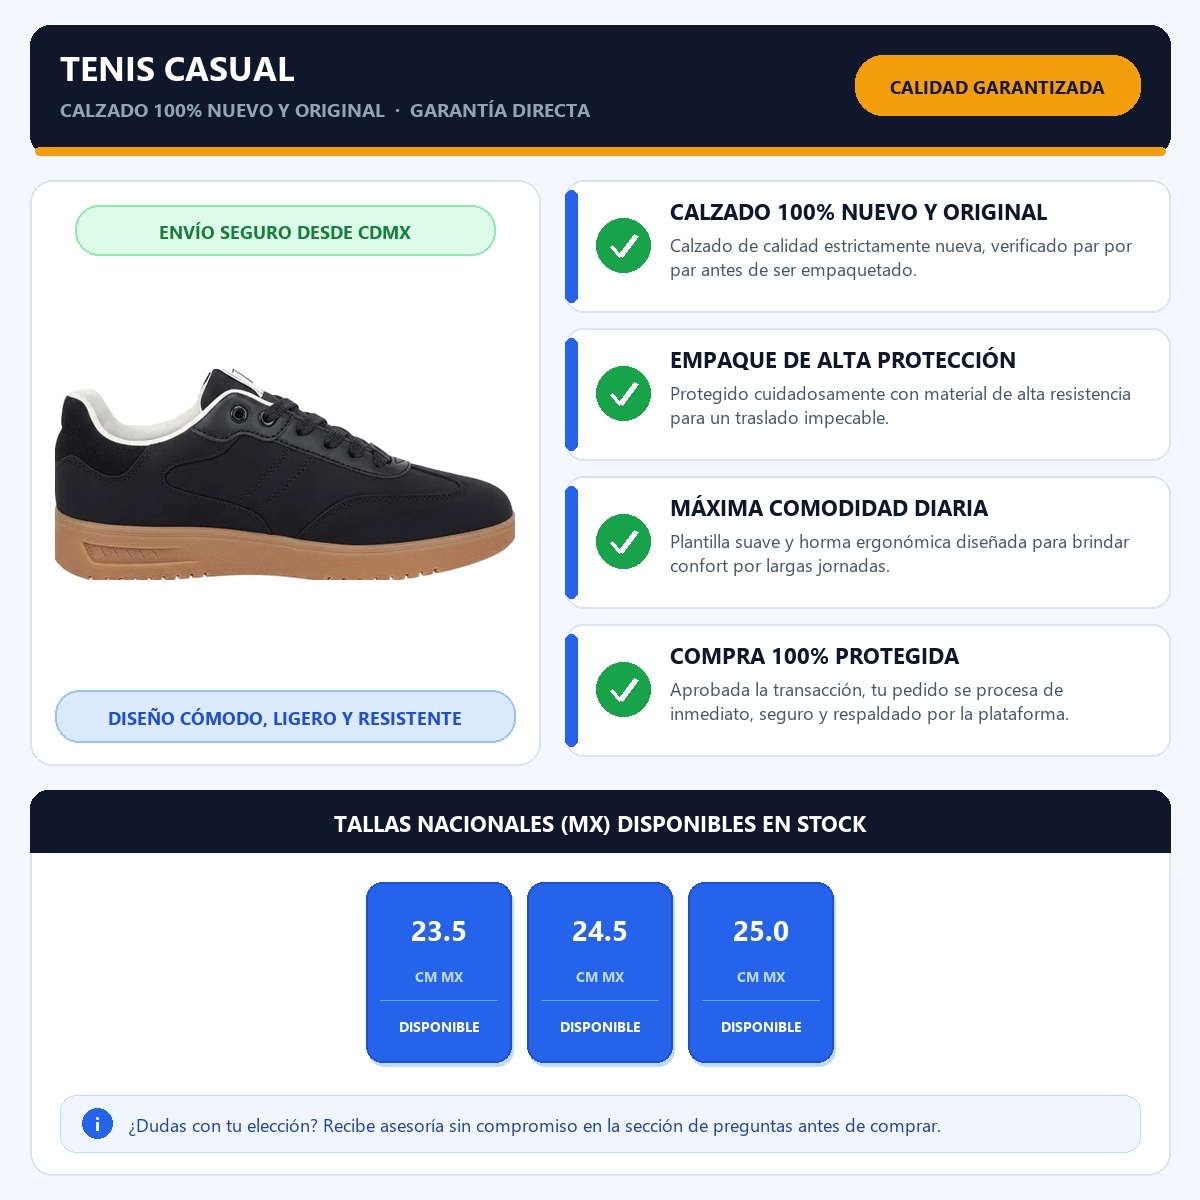 TENIS CASUAL
CALZADO 100% NUEVO Y ORIGINAL · GARANTÍA DIRECTA
CALIDAD GARANTIZADA
ENVÍO SEGURO DESDE CDMX
DISEÑO CÓMODO, LIGERO Y RESISTENTE
CALZADO 100% NUEVO Y ORIGINAL
Calzado de calidad estrictamente nueva, verificado par por
par antes de ser empaquetado.
EMPAQUE DE ALTA PROTECCIÓN
Protegido cuidadosamente con material de alta resistencia
para un traslado impecable.
MÁXIMA COMODIDAD DIARIA
Plantilla suave y horma ergonómica diseñada para brindar
confort por largas jornadas.
COMPRA 100% PROTEGIDA
Aprobada la transacción, tu pedido se procesa de
inmediato, seguro y respaldado por la plataforma.
TALLAS NACIONALES (MX) DISPONIBLES EN STOCK
23.5
CM MX
DISPONIBLE
24.5
CM MX
DISPONIBLE
25.0
CM MX
DISPONIBLE
¿Dudas con tu elección? Recibe asesoría sin compromiso en la sección de preguntas antes de comprar.